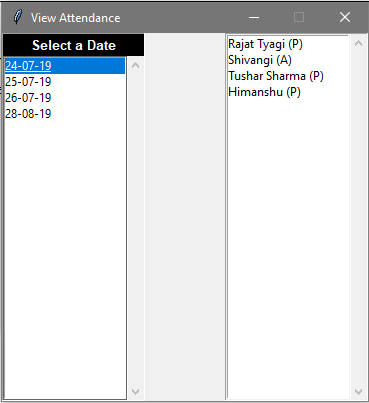 View Attendance
Select a Date
24-07-19
25-07-19
26-07-19
28-08-19
Rajat Tyagi (P)
Shivangi (A)
Tushar Sharma (P)
Himanshu (P)